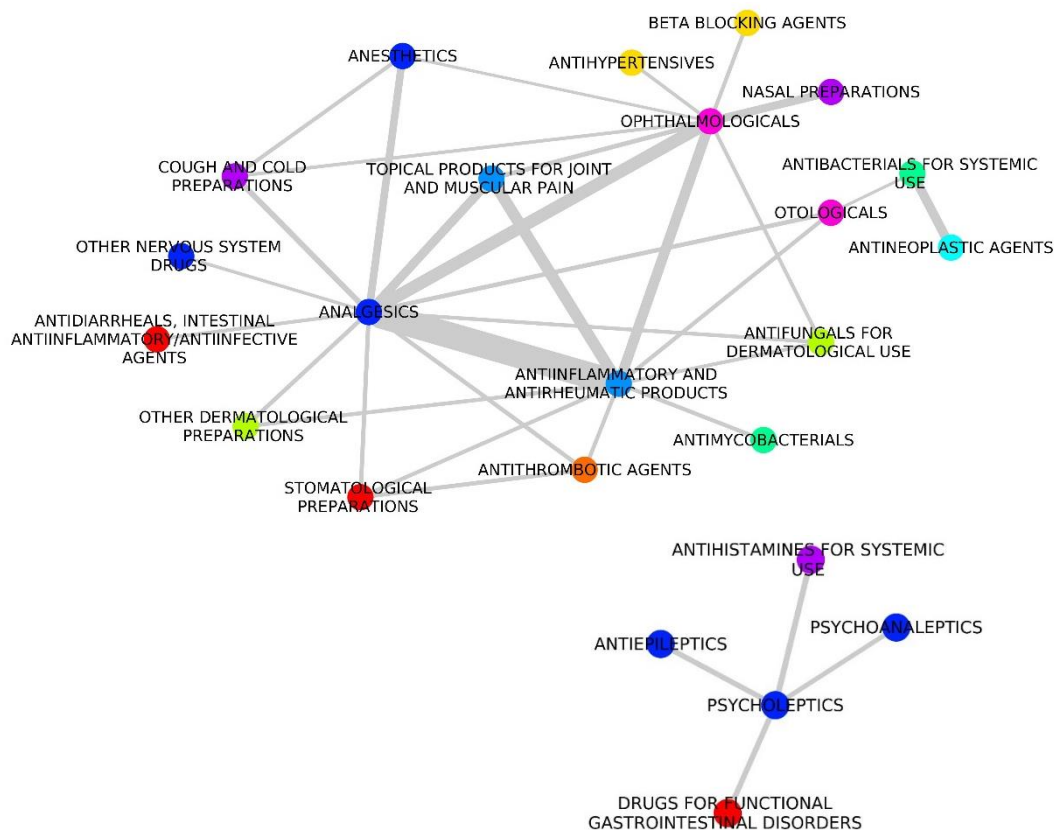 BETA BLOCKING AGENTS
ANESTHETICS
ANTIHYPERTENSIVES
NASAL PREPARATIONS
OPHTHALMOLOGICALS
COUGH AND COLD
PREPARATIONS
TOPICAL PRODUCTS FOR JOINT
AND MUSCULAR PAIN
ANTIBACTERIALS FOR SYSTEMIC
USE
OTOLOGICALS
OTHER NERVOUS SYSTEM
DRUGS
ANTINEOPLASTIC AGENTS
ANALGESICS
ANTIDIARRHEALS, INTESTINAL
ANTIINFLAMMATORY/ANTIINFECTIVE
AGENTS
ANTIFUNGALS FOR
DERMATOLOGICAL USE
ANTIINFLAMMATORY AND
ANTIRHEUMATIC PRODUCTS
OTHER DERMATOLOGICAL
PREPARATIONS
ANTIMYCOBACTERIALS
ANTITHROMBOTIC AGENTS
STOMATOLOGICAL
PREPARATIONS
ANTIHISTAMINES FOR SYSTEMIC
USE
PSYCHOANALEPTICS
ANTIEPILEPTICS
PSYCHOLEPTICS
DRUGS FOR FUNCTIONAL
GASTROINTESTINAL DISORDERS